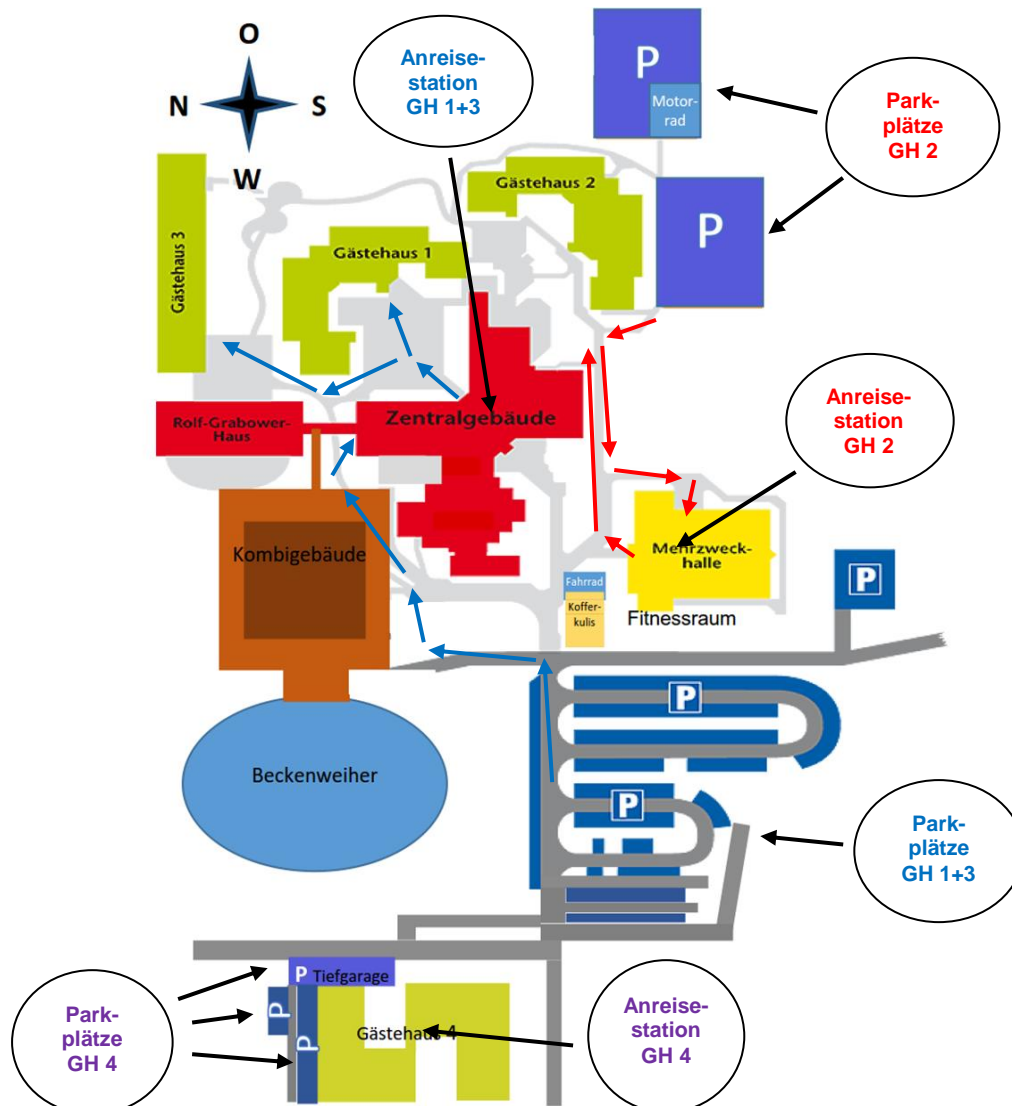 O
N
S
W
Anreise-
station
GH 1+3
P
Motor-
rad
Park-
plätze
GH 2
Gästehaus 2
P
Gästehaus 3
Gästehaus 1
Rolf-Grabower-
Haus
Zentralgebäude
Anreise-
station
GH 2
Kombigebäude
Mehrzweck-
halle
Fahrrad
Koffer-
kulis
Fitnessraum
P
P
Beckenweiher
P
Park-
plätze
GH 1+3
P Tiefgarage
P
P
Gästehaus 4
Park-
plätze
GH 4
Anreise-
station
GH 4